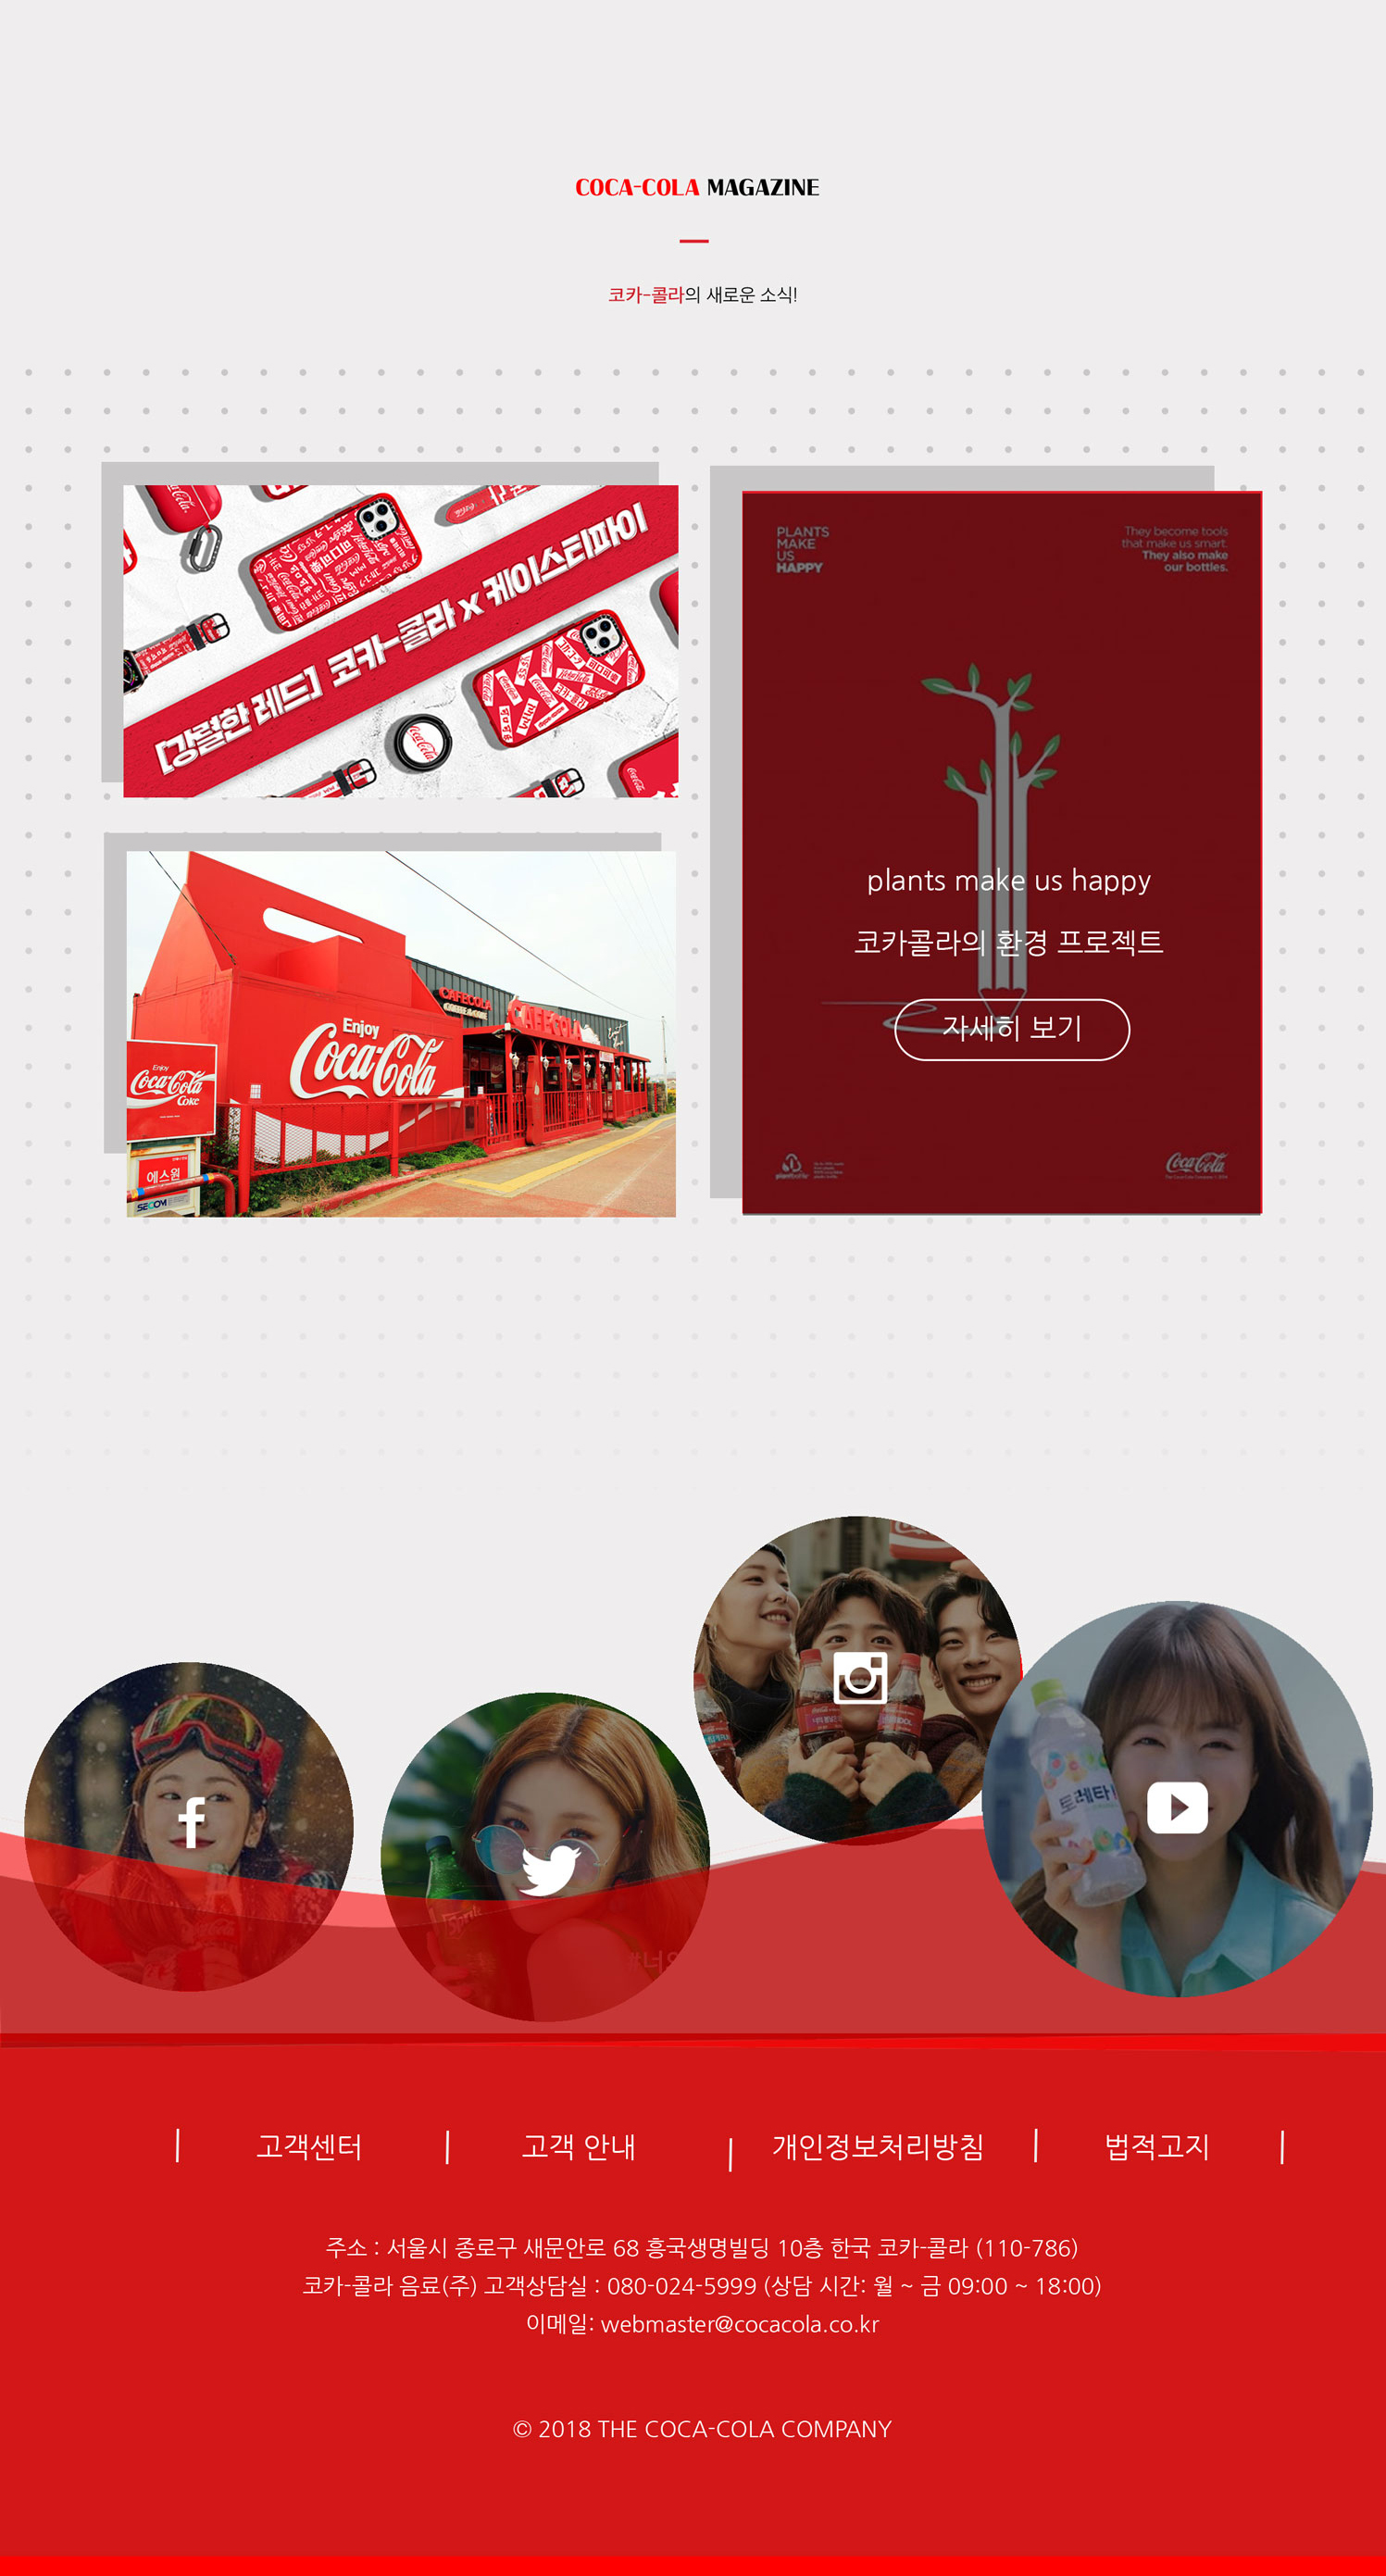 COCA-COLA MAGAZINE
코카-콜라의 새로운 소식!
[강렬한 레드] 코카-콜라 x 케이스티파이
Coca-Cola
PLANTS
MAKE
US
HAPPY
They become tools
that make us smart.
They also make
our bottles.
plants make us happy
코카콜라의 환경 프로젝트
자세히 보기
Coca-Cola
CAFECOLA
COFFEE & COKE
CAFECOLA
Enjoy
Coca-Cola
Enjoy
Coca-Cola
Coke
에스원
SECOM
Sprite
#너의
토레타!
고객센터 | 고객 안내 | 개인정보처리방침 | 법적고지
주소 : 서울시 종로구 새문안로 68 흥국생명빌딩 10층 한국 코카-콜라 (110-786)
코카-콜라 음료(주) 고객상담실 : 080-024-5999 (상담 시간: 월 ~ 금 09:00 ~ 18:00)
이메일: webmaster@cocacola.co.kr
© 2018 THE COCA-COLA COMPANY